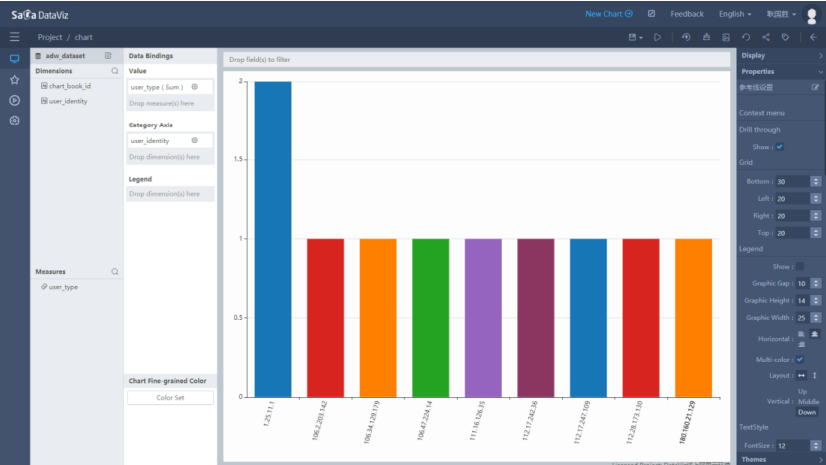 SaCa DataViz
New Chart
Feedback
English
耿国胜
Project / chart
adw_dataset
Dimensions
chart_book_id
user_identity
Measures
user_type
Data Bindings
Value
user_type ( Sum )
Drop measure(s) here
Category Axis
user_identity
Drop dimension(s) here
Legend
Drop dimension(s) here
Chart Fine-grained Color
Color Set
Drop field(s) to filter
2
1.5
1
0.5
0
1.25.11.1
106.2.203.142
106.34.129.179
106.47.224.14
111.16.126.35
112.17.242.36
112.17.247.109
112.28.173.130
180.160.21.129
Display
Properties
参考线设置
Context menu
Drill through
Show :
Grid
Bottom : 30
Left : 20
Right : 20
Top : 20
Legend
Show :
Graphic Gap : 10
Graphic Height : 14
Graphic Width : 25
Horizontal :
Multi-color :
Layout :
Up
Vertical : Middle
Down
TextStyle
FontSize : 12
Themes